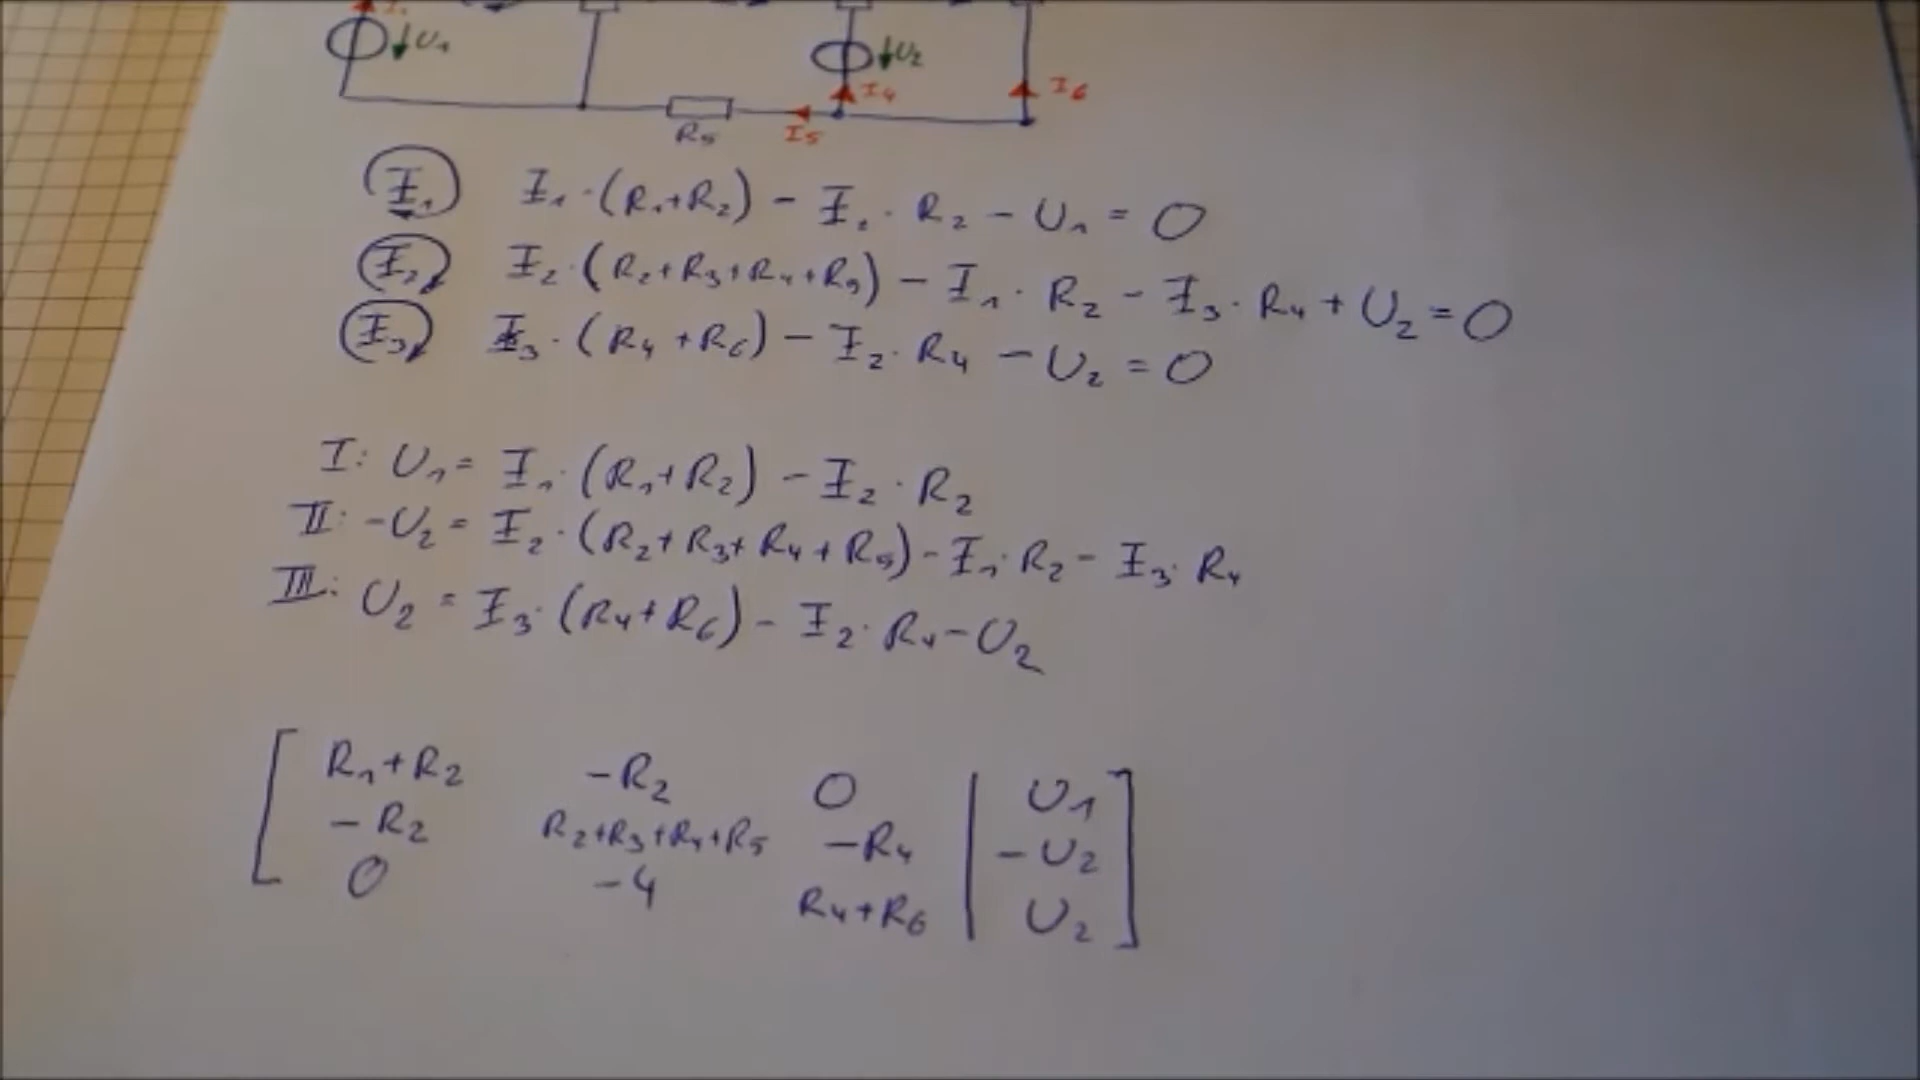 U₁ U₂
I₄ I₆
R₅ I₅
I₁ I₁·(R₁+R₂) - I₂·R₂ - U₁ = 0
I₂ I₂·(R₂+R₃+R₄+R₅) - I₁·R₂ - I₃·R₄ + U₂ = 0
I₃ I₃·(R₄+R₆) - I₂·R₄ - U₂ = 0
I: U₁ = I₁·(R₁+R₂) - I₂·R₂
II: -U₂ = I₂·(R₂+R₃+R₄+R₅) - I₁·R₂ - I₃·R₄
III: U₂ = I₃·(R₄+R₆) - I₂·R₄ - U₂
R₁+R₂ -R₂ 0 U₁
-R₂ R₂+R₃+R₄+R₅ -R₄ -U₂
0 -4 R₄+R₆ U₂